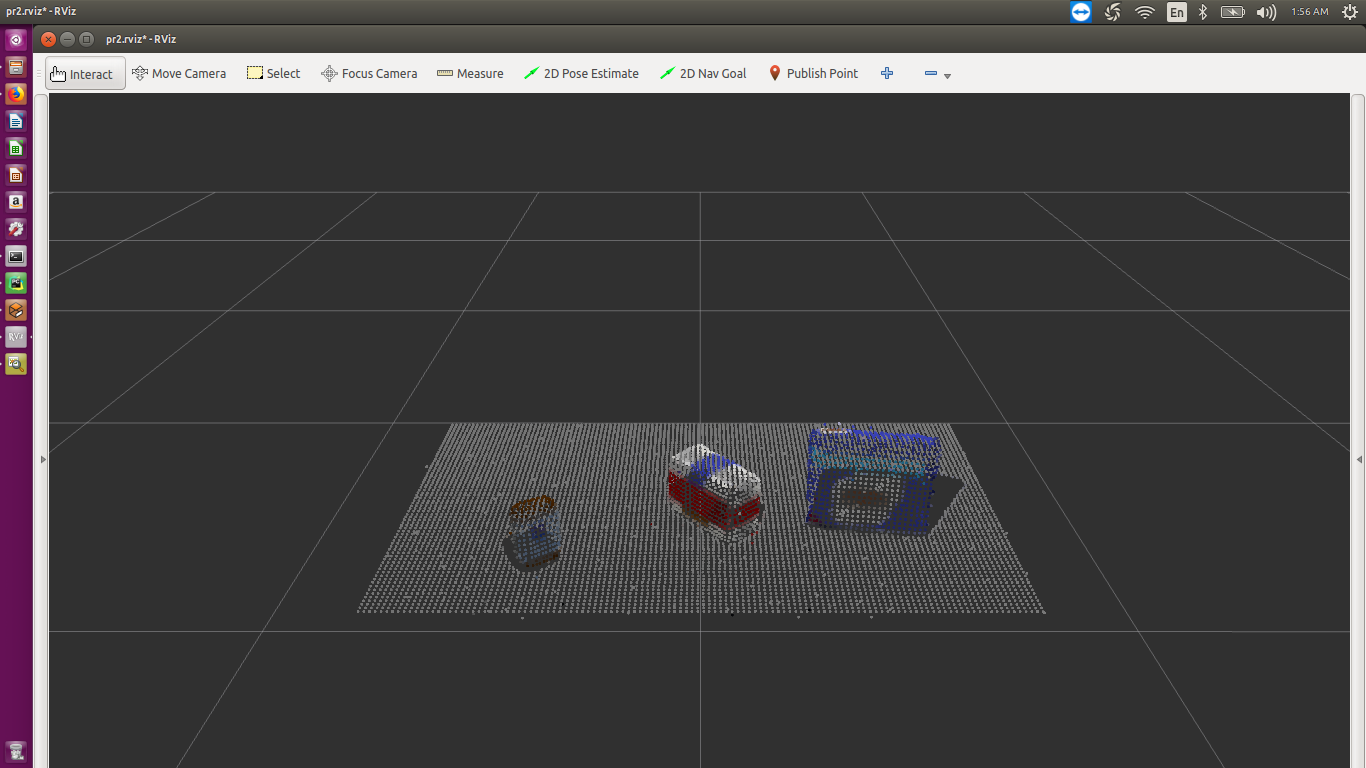 pr2.rviz* - RViz
En
1:56 AM
pr2.rviz* - RViz
Interact
Move Camera
Select
Focus Camera
Measure
2D Pose Estimate
2D Nav Goal
Publish Point
a
RViz